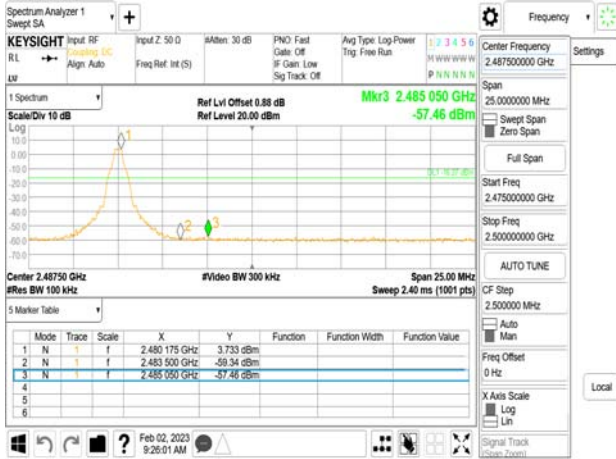 Spectrum Analyzer 1
Swept SA
+
Frequency
KEYSIGHT
Input: RF
Coupling: DC
Align: Auto
Input Z: 50 Ω
Freq Ref: Int (S)
#Atten: 30 dB
PNO: Fast
Gate: Off
IF Gain: Low
Sig Track: Off
Avg Type: Log-Power
Trig: Free Run
1 2 3 4 5 6
M W W W W W
P N N N N N
RL
Center Frequency
2.487500000 GHz
Settings
Span
25.0000000 MHz
Swept Span
Zero Span
Full Span
Start Freq
2.475000000 GHz
Stop Freq
2.500000000 GHz
AUTO TUNE
CF Step
2.500000 MHz
Auto
Man
Freq Offset
0 Hz
X Axis Scale
Log
Lin
Local
Signal Track
(Span Zoom)
1 Spectrum
Scale/Div 10 dB
Ref Lvl Offset 0.88 dB
Ref Level 20.00 dBm
Mkr3 2.485 050 GHz
-57.46 dBm
Log
10.0
0.00
-10.0
-20.0
-30.0
-40.0
-50.0
-60.0
-70.0
1
2
3
Center 2.48750 GHz
#Res BW 100 kHz
#Video BW 300 kHz
Span 25.00 MHz
Sweep 2.40 ms (1001 pts)
5 Marker Table
Mode Trace Scale X Y Function Function Width Function Value
1 N 1 f 2.480 175 GHz 3.733 dBm
2 N 1 f 2.483 500 GHz -59.34 dBm
3 N 1 f 2.485 050 GHz -57.46 dBm
4
5
6
?
Feb 02, 2023
9:26:01 AM